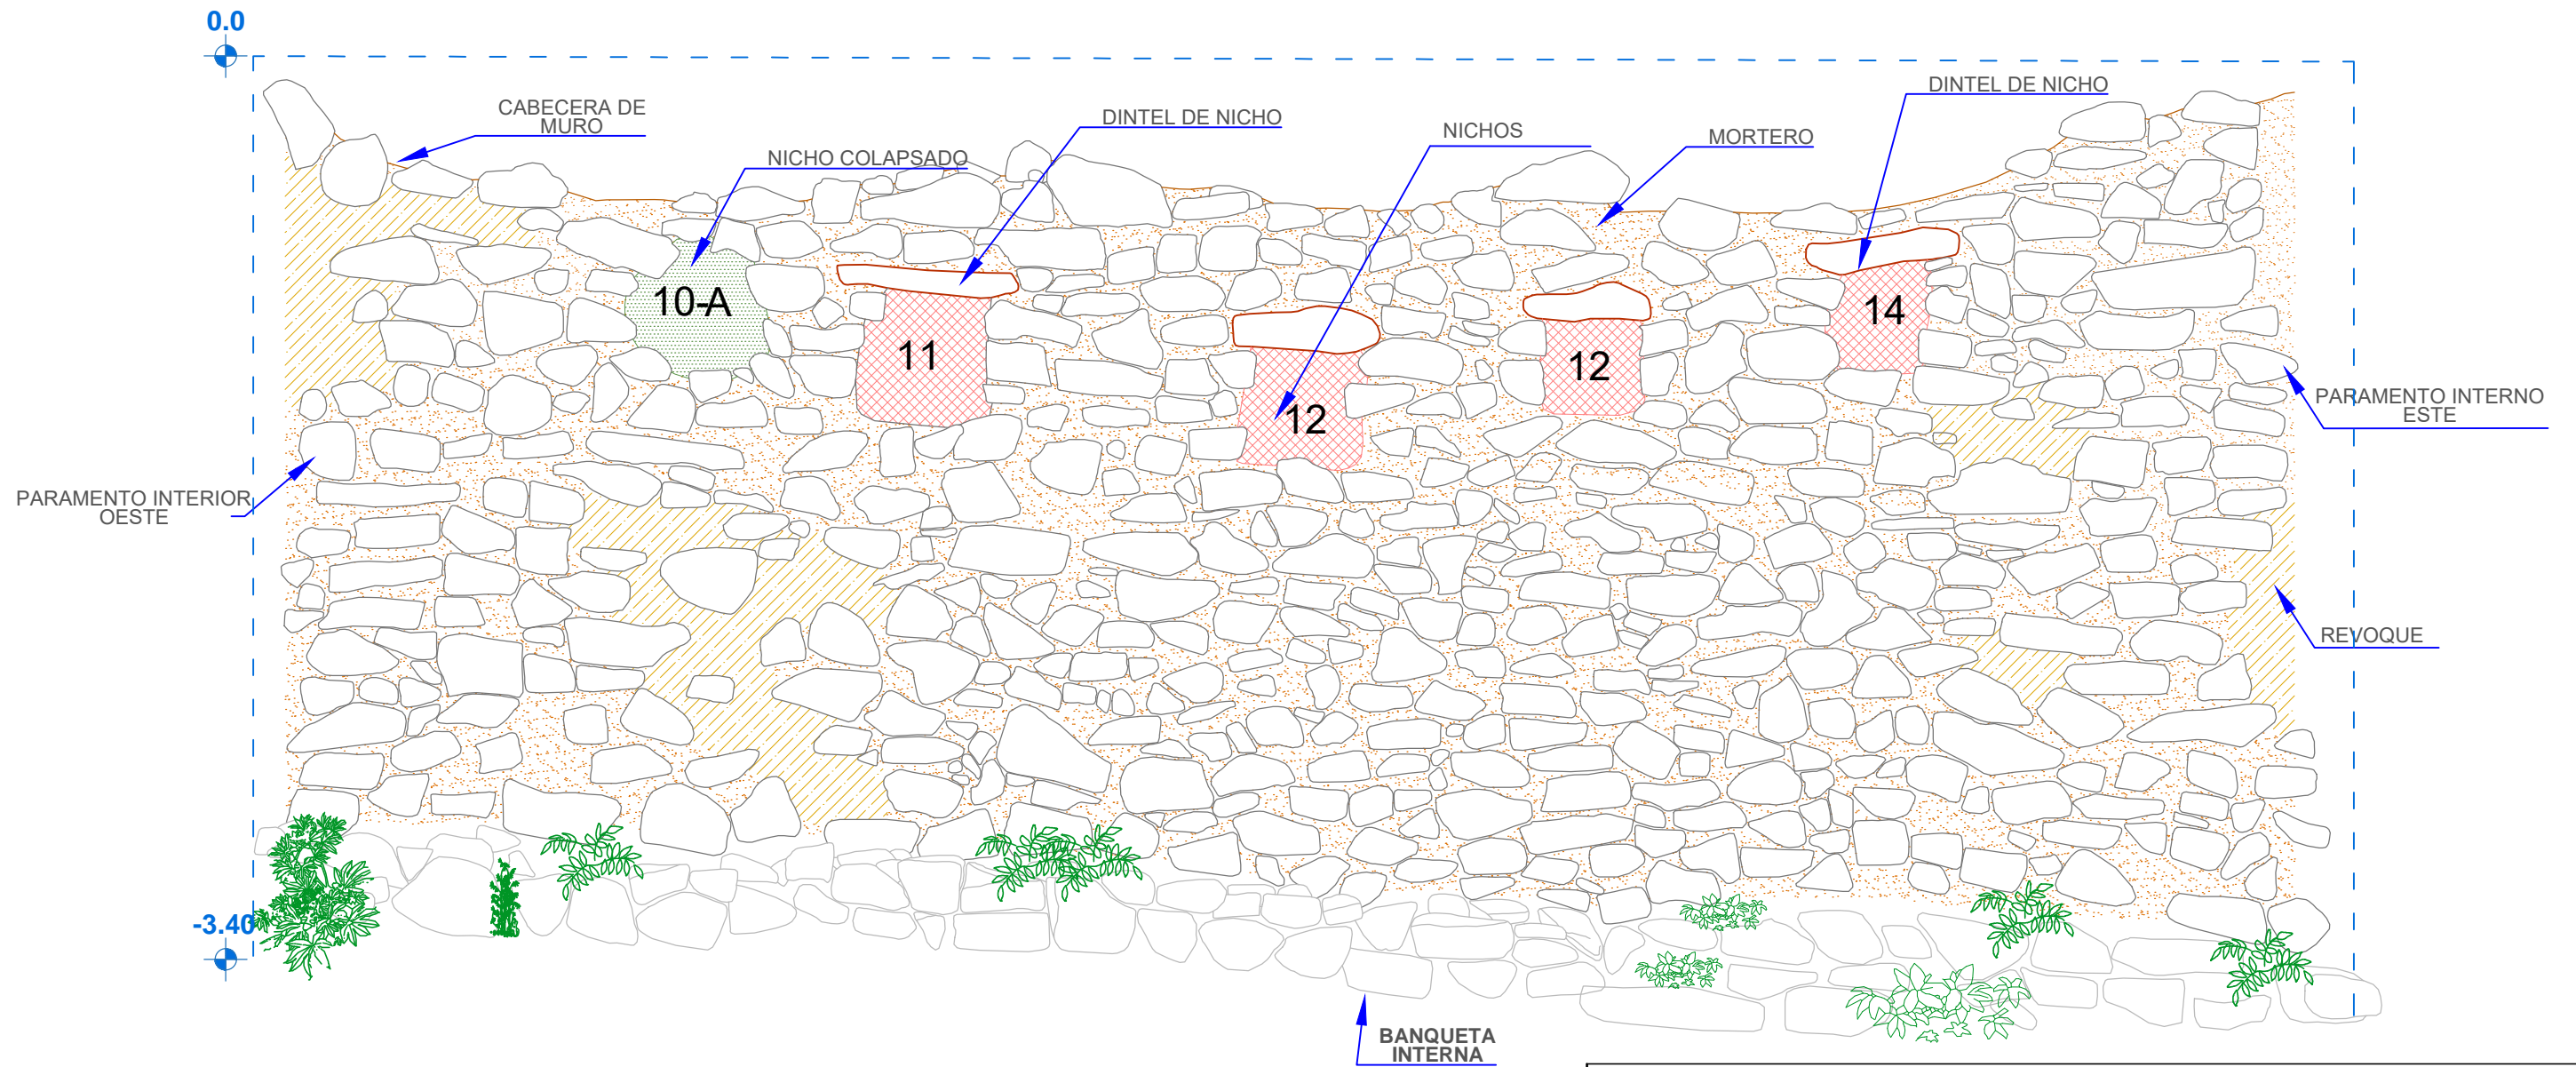 0.0
CABECERA DE
MURO
NICHO COLAPSADO
DINTEL DE NICHO
NICHOS
MORTERO
DINTEL DE NICHO
10-A
11
12
12
14
PARAMENTO INTERNO
ESTE
PARAMENTO INTERIOR
OESTE
REVOQUE
-3.40
BANQUETA
INTERNA